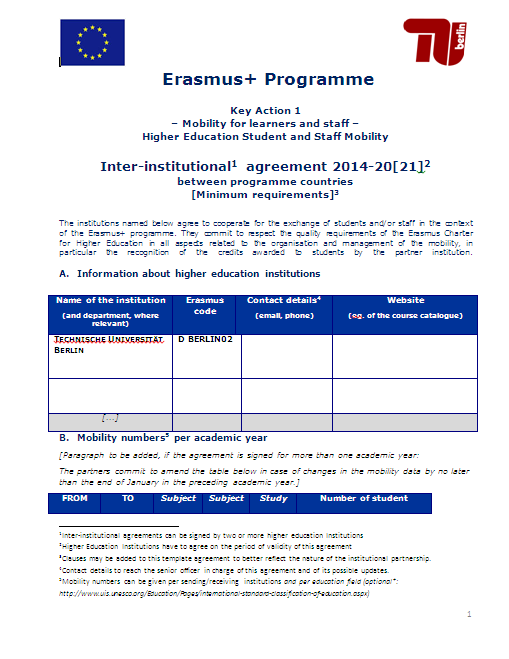 TU berlin
Erasmus+ Programme
Key Action 1
– Mobility for learners and staff –
Higher Education Student and Staff Mobility
Inter-institutional1 agreement 2014-20[21]2
between programme countries
[Minimum requirements]3
The institutions named below agree to cooperate for the exchange of students and/or staff in the context
of the Erasmus+ programme. They commit to respect the quality requirements of the Erasmus Charter
for Higher Education in all aspects related to the organisation and management of the mobility, in
particular the recognition of the credits awarded to students by the partner institution.
A. Information about higher education institutions
Name of the institution
(and department, where
relevant)
Erasmus
code
Contact details4
(email, phone)
Website
(eg. of the course catalogue)
TECHNISCHE UNIVERSITÄT
BERLIN
D BERLIN02
[...]
B. Mobility numbers5 per academic year
[Paragraph to be added, if the agreement is signed for more than one academic year:
The partners commit to amend the table below in case of changes in the mobility data by no later
than the end of January in the preceding academic year.]
FROM TO Subject Subject Study Number of student
1Inter-institutional agreements can be signed by two or more higher education institutions
2Higher Education Institutions have to agree on the period of validity of this agreement
3Clauses may be added to this template agreement to better reflect the nature of the institutional partnership.
4Contact details to reach the senior officer in charge of this agreement and of its possible updates.
5Mobility numbers can be given per sending/receiving institutions and per education field (optional*:
http://www.uis.unesco.org/Education/Pages/international-standard-classification-of-education.aspx)
1